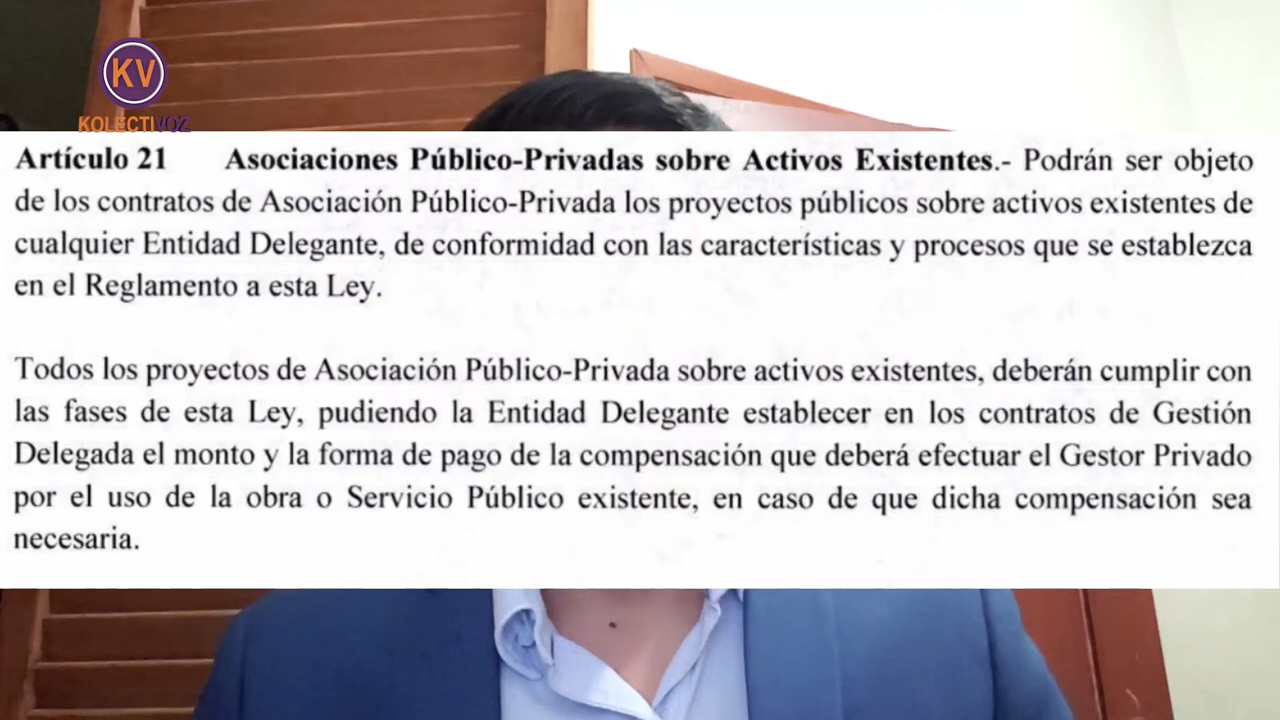 KV
KOLECTIVOZ
Artículo 21 Asociaciones Público-Privadas sobre Activos Existentes.- Podrán ser objeto
de los contratos de Asociación Público-Privada los proyectos públicos sobre activos existentes de
cualquier Entidad Delegante, de conformidad con las características y procesos que se establezca
en el Reglamento a esta Ley.
Todos los proyectos de Asociación Público-Privada sobre activos existentes, deberán cumplir con
las fases de esta Ley, pudiendo la Entidad Delegante establecer en los contratos de Gestión
Delegada el monto y la forma de pago de la compensación que deberá efectuar el Gestor Privado
por el uso de la obra o Servicio Público existente, en caso de que dicha compensación sea
necesaria.